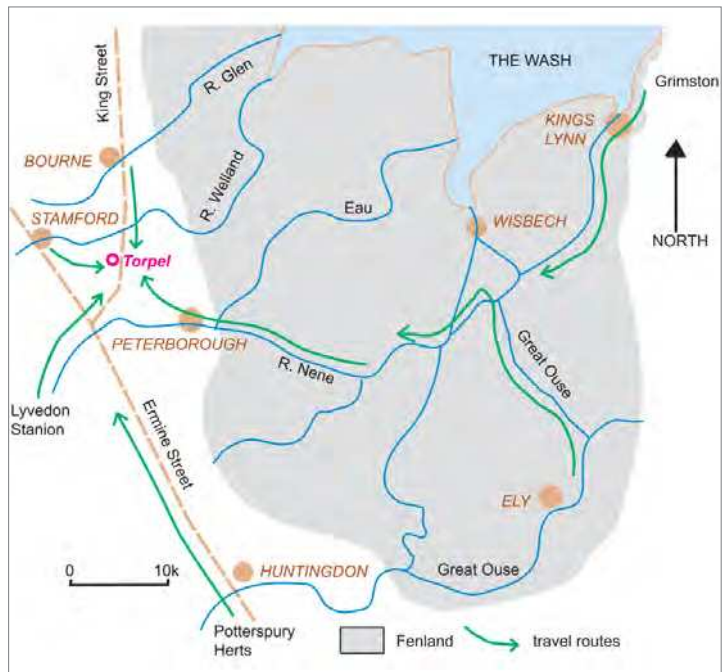 THE WASH
Grimston
King Street
R. Glen
KINGS
LYNN
BOURNE
R. Welland
Eau
STAMFORD
WISBECH
NORTH
Torpel
PETERBOROUGH
R. Nene
Great Ouse
Lyvedon
Stanion
Ermine Street
ELY
0 10k
HUNTINGDON
Great Ouse
Potterspury
Herts
Fenland
travel routes